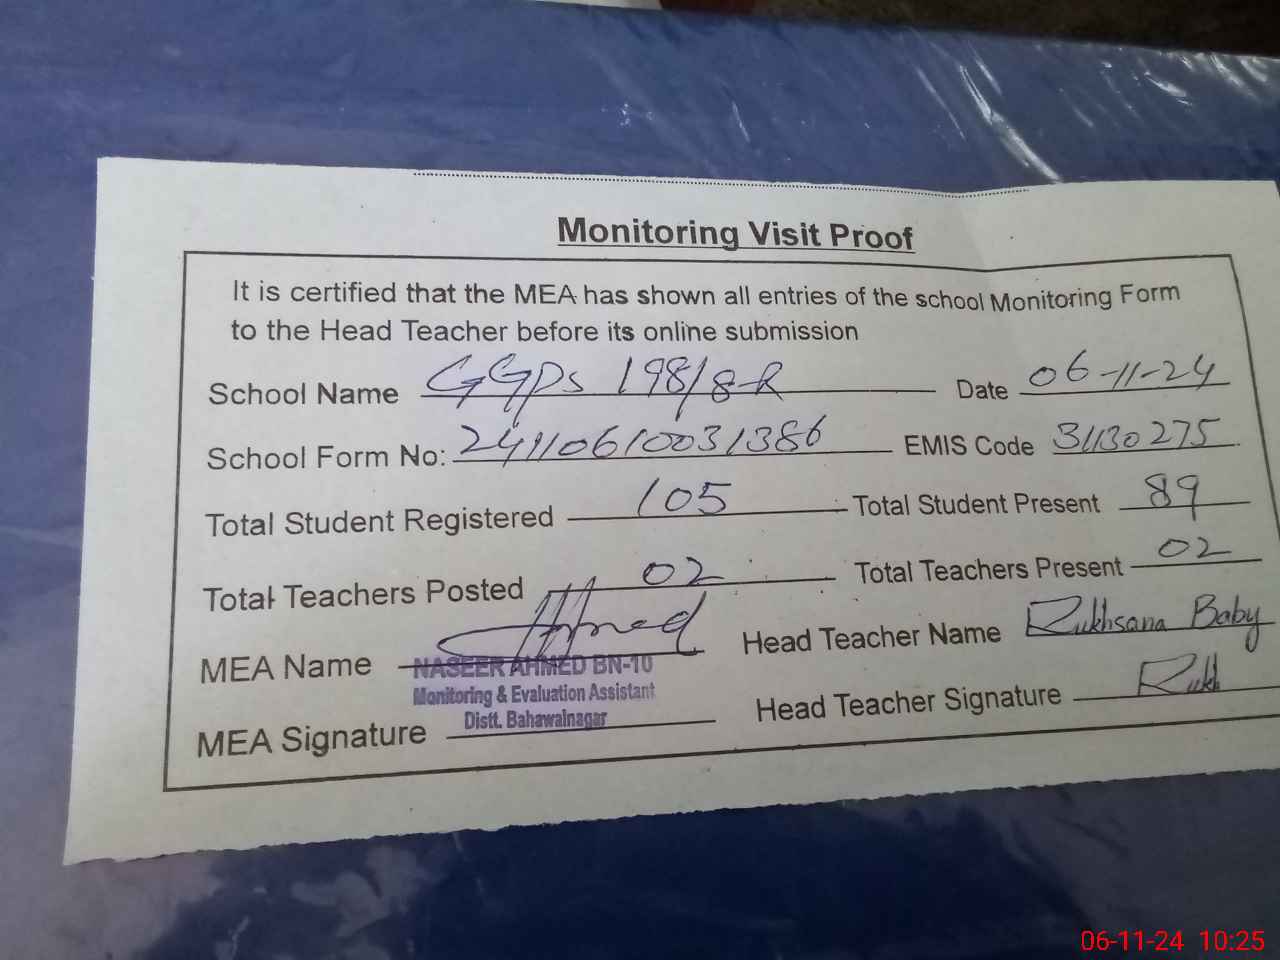 Monitoring Visit Proof
It is certified that the MEA has shown all entries of the school Monitoring Form
to the Head Teacher before its online submission
School Name GGPS 198/8-R Date 06-11-24
School Form No: 24110610031386 EMIS Code 31130275
Total Student Registered 105 Total Student Present 89
Total Teachers Posted 02 Total Teachers Present 02
MEA Name Ahmed Head Teacher Name Rukhsana Baby
NASEER AHMED BN-10
Monitoring & Evaluation Assistant
Distt. Bahawalnagar
MEA Signature Head Teacher Signature Rukh
06-11-24 10:25